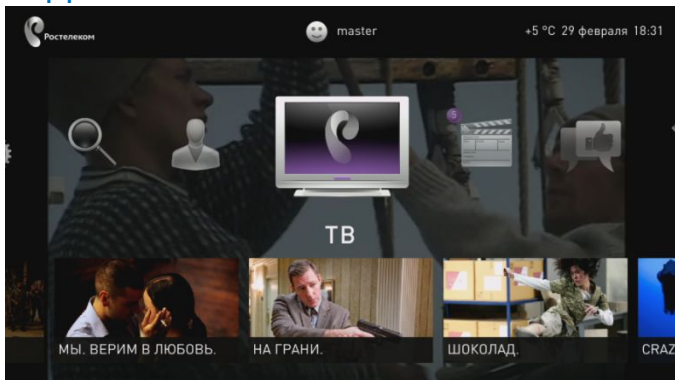 Ростелеком
master
+5 °C 29 февраля 18:31
5
ТВ
МЫ. ВЕРИМ В ЛЮБОВЬ.
НА ГРАНИ.
ШОКОЛАД.
CRAZ